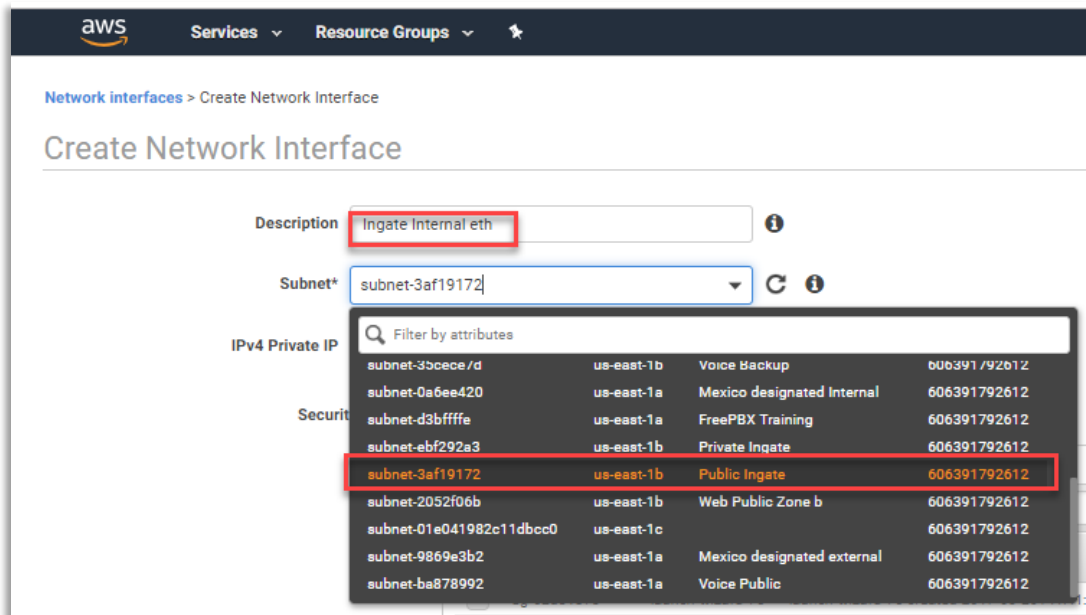 aws Services Resource Groups
Network interfaces > Create Network Interface
Create Network Interface
Description Ingate Internal eth
Subnet* subnet-3af19172
Filter by attributes
IPv4 Private IP
subnet-35cece7d us-east-1b Voice Backup 606391792612
subnet-0a6ee420 us-east-1a Mexico designated Internal 606391792612
Securit subnet-d3bffffe us-east-1a FreePBX Training 606391792612
subnet-ebf292a3 us-east-1b Private Ingate 606391792612
subnet-3af19172 us-east-1b Public Ingate 606391792612
subnet-2052f06b us-east-1b Web Public Zone b 606391792612
subnet-01e041982c11dbcc0 us-east-1c 606391792612
subnet-9869e3b2 us-east-1a Mexico designated external 606391792612
subnet-ba878992 us-east-1a Voice Public 606391792612